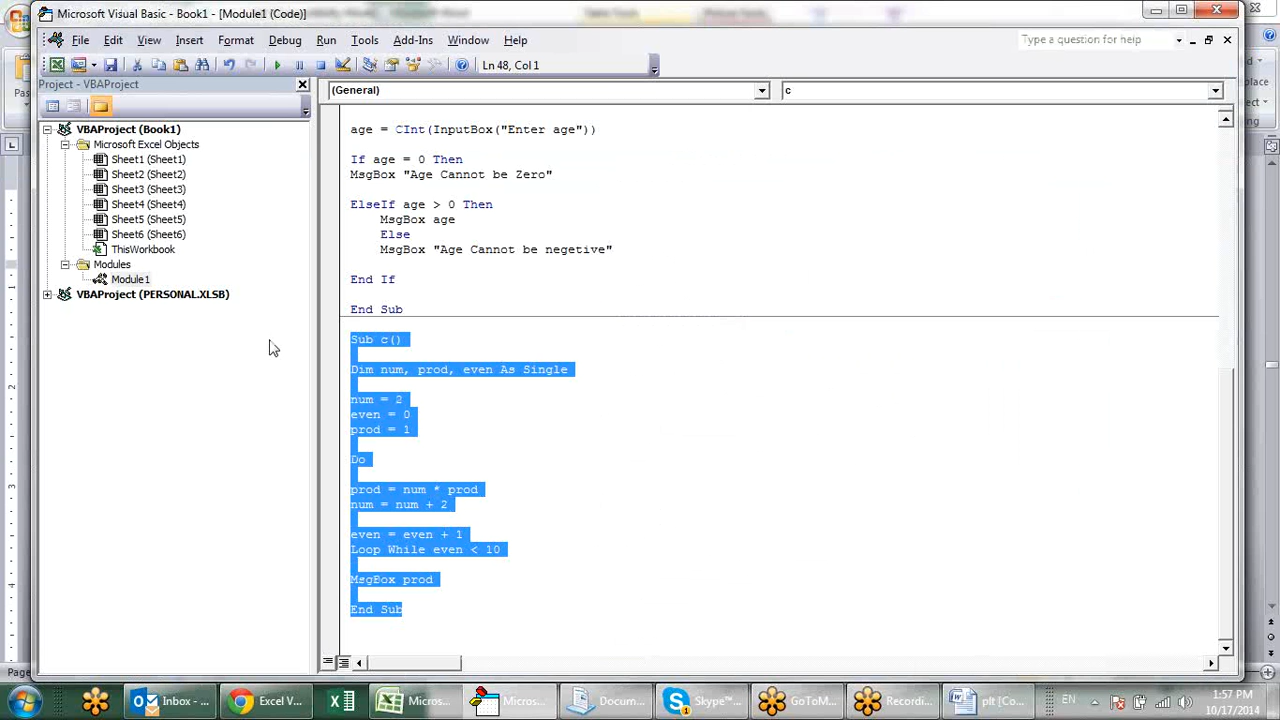 Microsoft Visual Basic - Book1 - [Module1 (Code)]
File Edit View Insert Format Debug Run Tools Add-Ins Window Help
Type a question for help
Ln 48, Col 1
Project - VBAProject
(General)
c
VBAProject (Book1)
Microsoft Excel Objects
Sheet1 (Sheet1)
Sheet2 (Sheet2)
Sheet3 (Sheet3)
Sheet4 (Sheet4)
Sheet5 (Sheet5)
Sheet6 (Sheet6)
ThisWorkbook
Modules
Module1
VBAProject (PERSONAL.XLSB)
age = CInt(InputBox("Enter age"))
If age = 0 Then
MsgBox "Age Cannot be Zero"
ElseIf age > 0 Then
MsgBox age
Else
MsgBox "Age Cannot be negetive"
End If
End Sub
Sub c()
Dim num, prod, even As Single
num = 2
even = 0
prod = 1
Do
prod = num * prod
num = num + 2
even = even + 1
Loop While even < 10
MsgBox prod
End Sub
Inbox - ...
Excel V...
Micros...
Micros...
Docum...
Skype™...
GoToM...
Recordi...
plt [Co...
EN
1:57 PM
10/17/2014